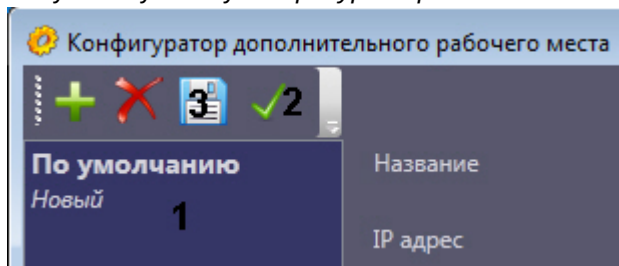 Конфигуратор дополнительного рабочего места
3 2
По умолчанию
Название
Новый
1
IP адрес